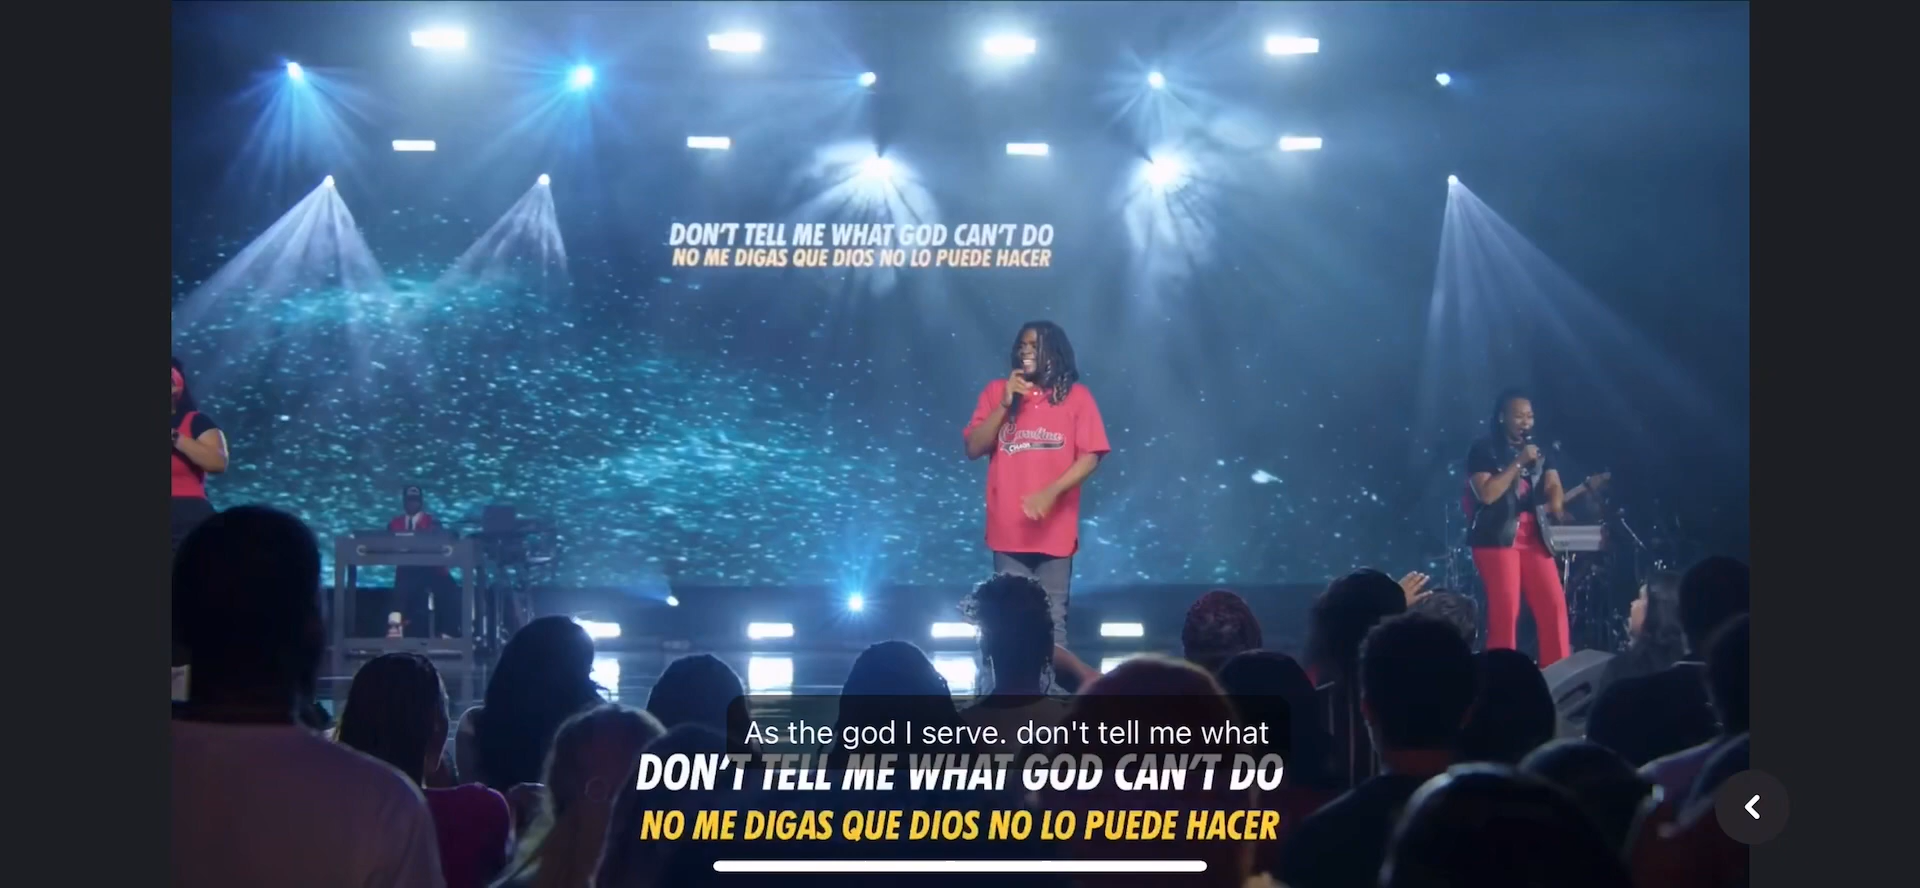 DON'T TELL ME WHAT GOD CAN'T DO
NO ME DIGAS QUE DIOS NO LO PUEDE HACER
Carolina
As the god I serve. don't tell me what
DON'T TELL ME WHAT GOD CAN'T DO
NO ME DIGAS QUE DIOS NO LO PUEDE HACER